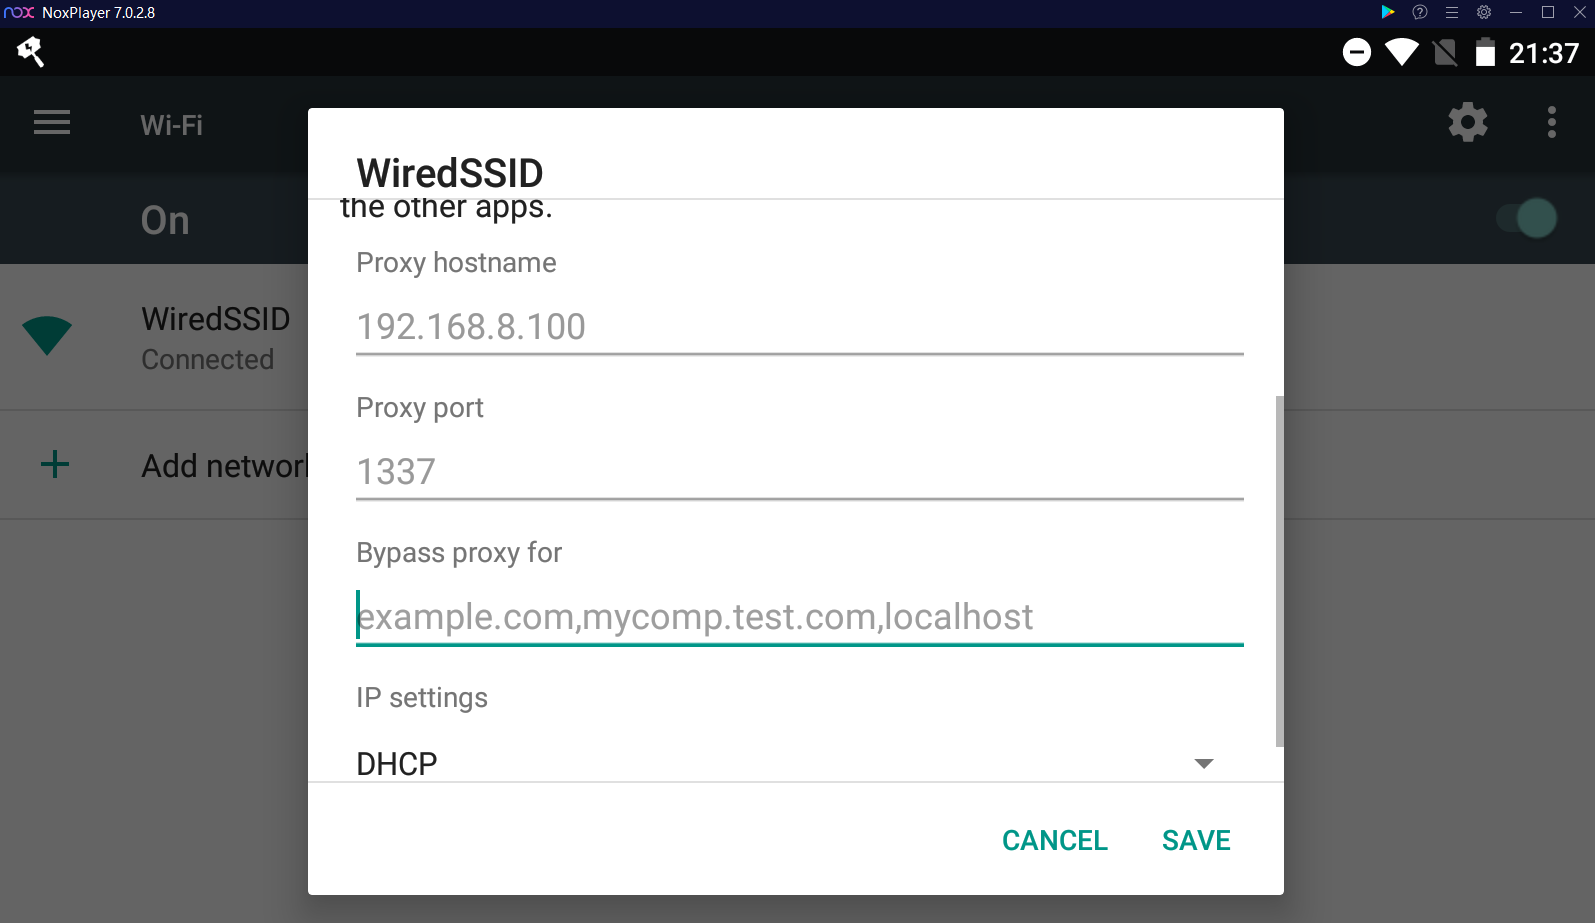 nox NoxPlayer 7.0.2.8
21:37
Wi-Fi
On
WiredSSID
Connected
Add network
WiredSSID
the other apps.
Proxy hostname
192.168.8.100
Proxy port
1337
Bypass proxy for
example.com,mycomp.test.com,localhost
IP settings
DHCP
CANCEL SAVE